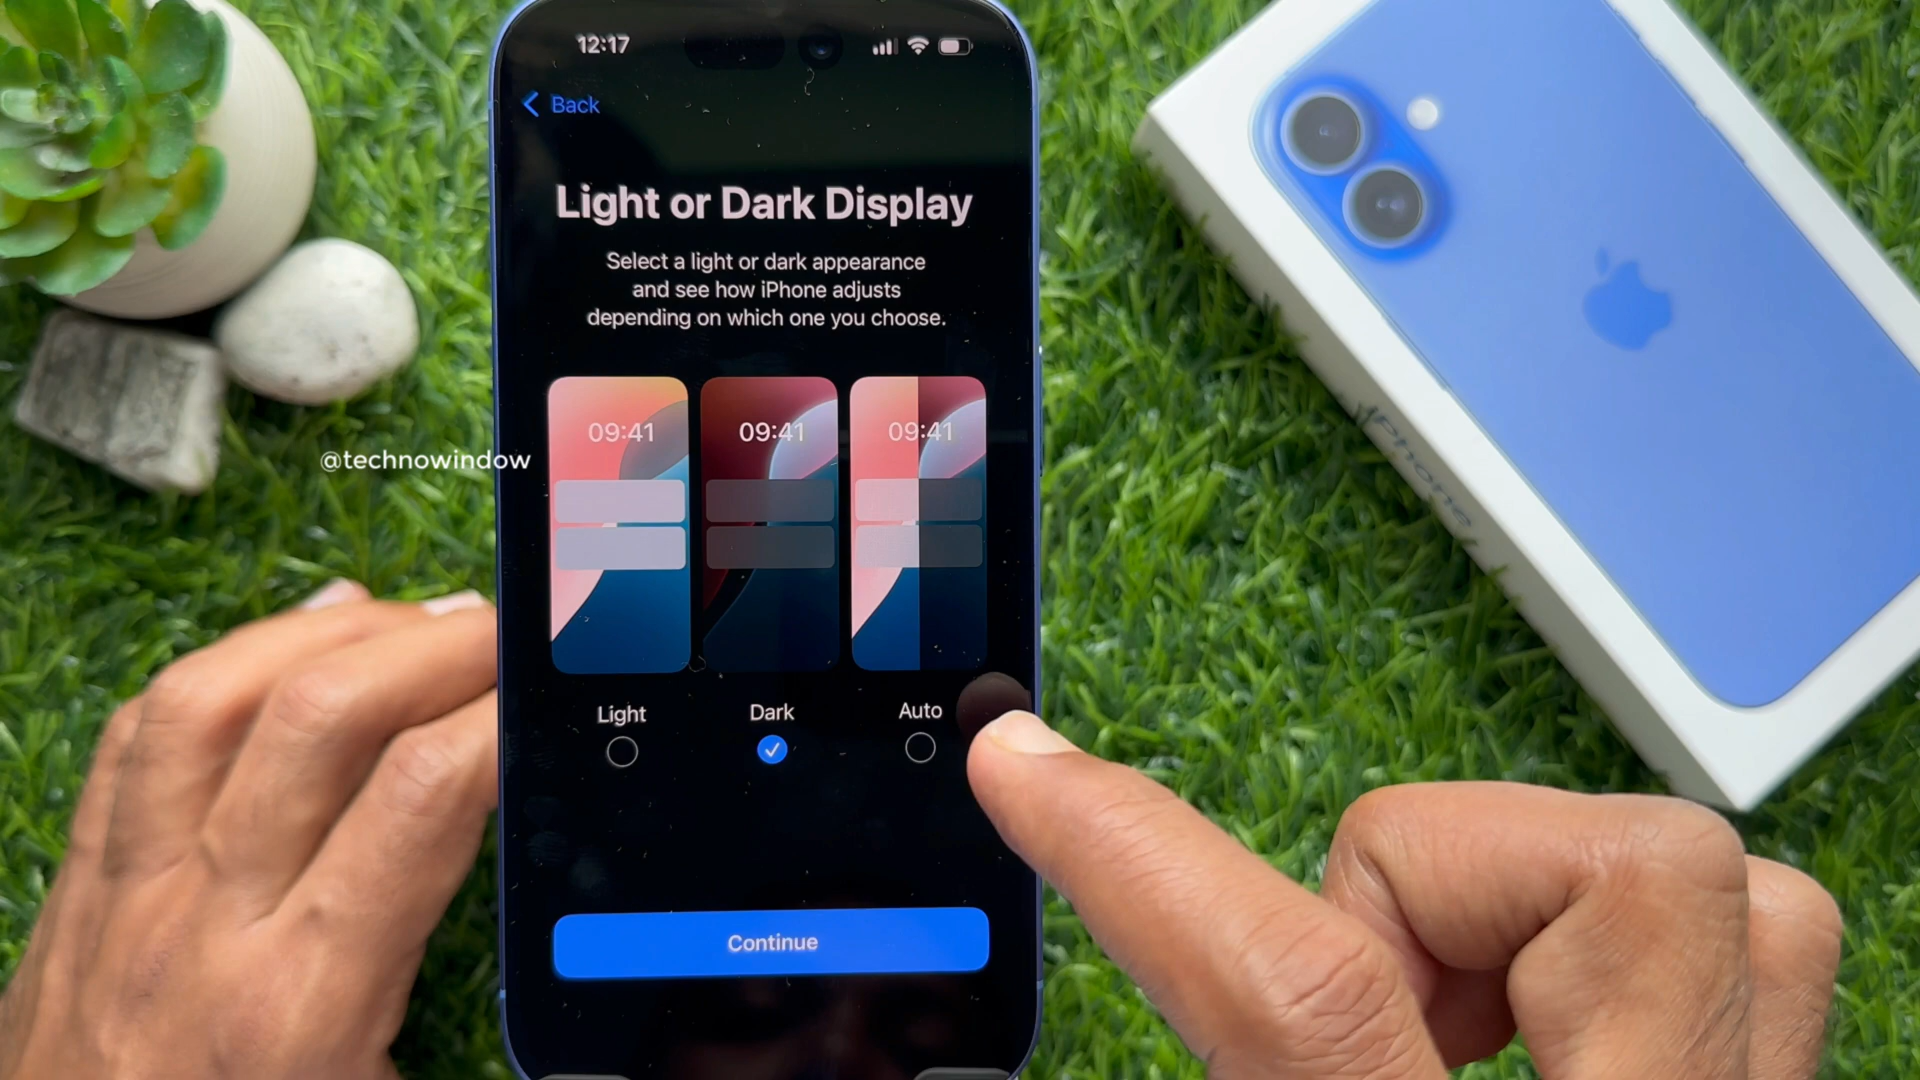 12:17
Back
Light or Dark Display
Select a light or dark appearance
and see how iPhone adjusts
depending on which one you choose.
09:41
09:41
09:41
@technowindow
Light
Dark
Auto
Continue
iPhone